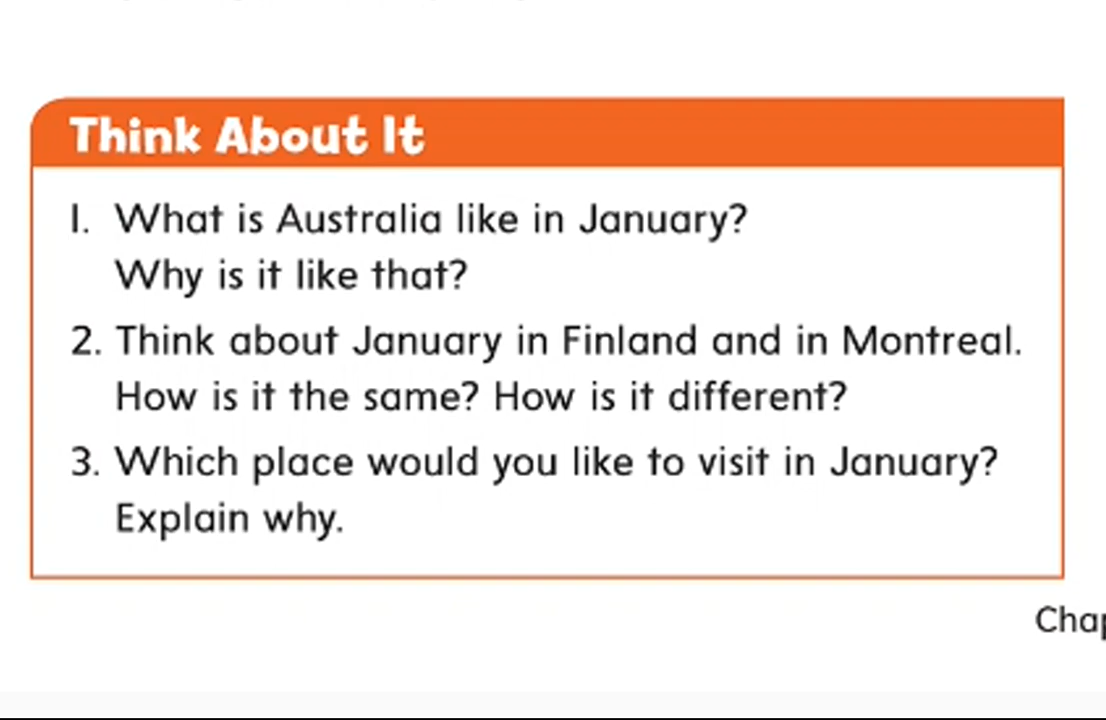 Think About It
1. What is Australia like in January?
Why is it like that?
2. Think about January in Finland and in Montreal.
How is it the same? How is it different?
3. Which place would you like to visit in January?
Explain why.